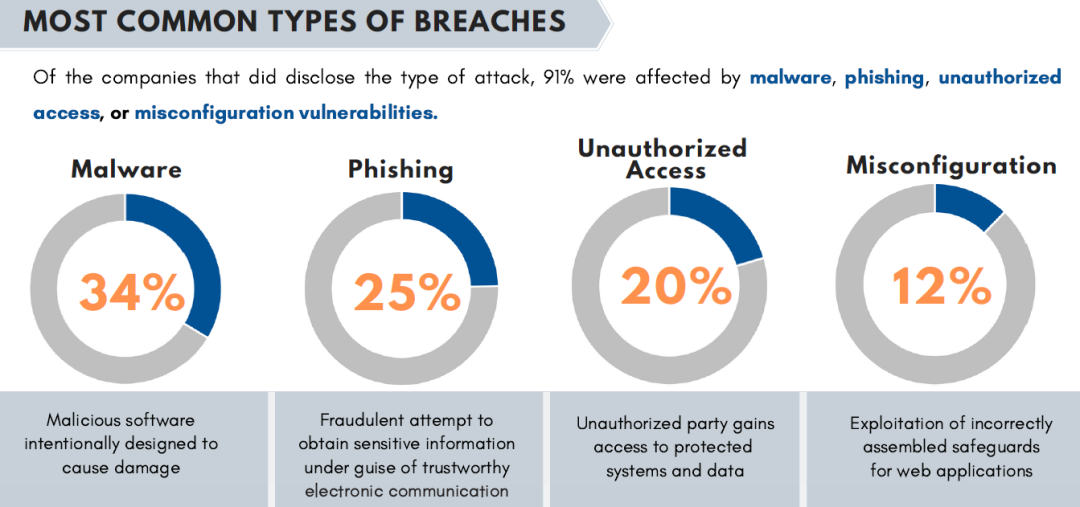 MOST COMMON TYPES OF BREACHES
Of the companies that did disclose the type of attack, 91% were affected by malware, phishing, unauthorized
access, or misconfiguration vulnerabilities.
Malware
34%
Malicious software
intentionally designed to
cause damage
Phishing
25%
Fraudulent attempt to
obtain sensitive information
under guise of trustworthy
electronic communication
Unauthorized
Access
20%
Unauthorized party gains
access to protected
systems and data
Misconfiguration
12%
Exploitation of incorrectly
assembled safeguards
for web applications